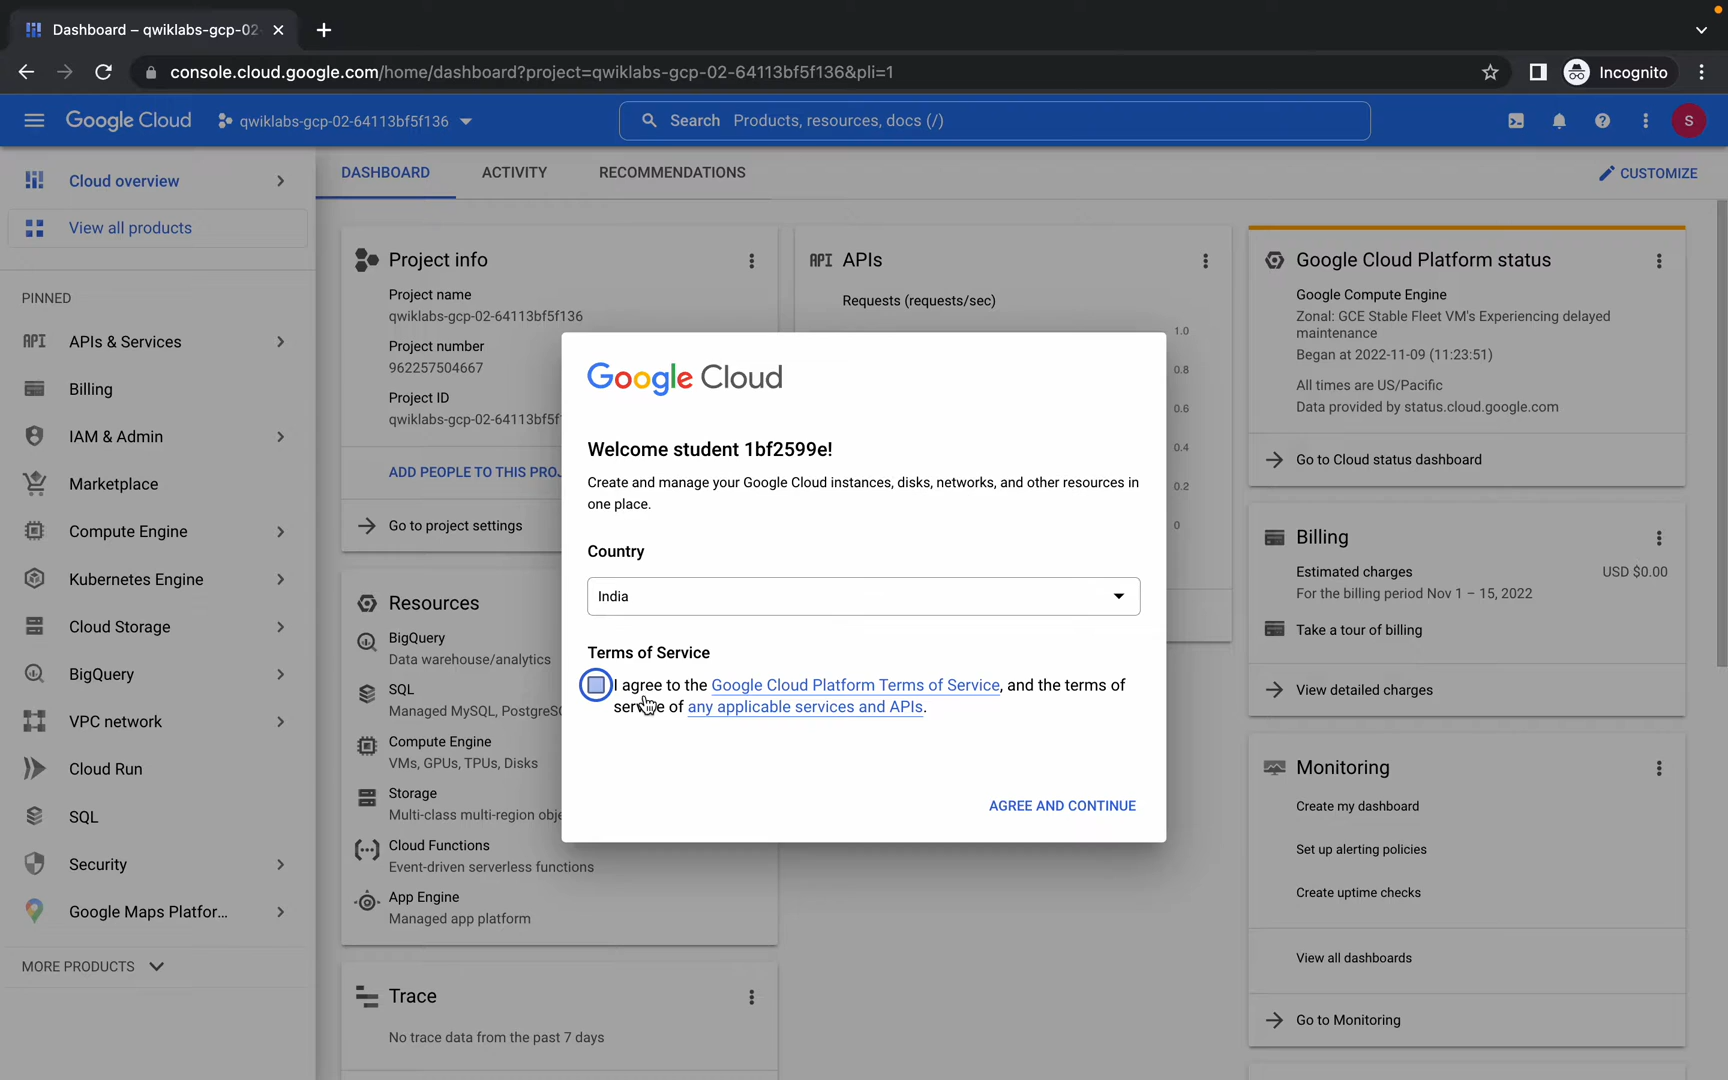 Dashboard – qwiklabs-gcp-02
console.cloud.google.com/home/dashboard?project=qwiklabs-gcp-02-64113bf5f136&pli=1
Incognito
Google Cloud
qwiklabs-gcp-02-64113bf5f136
Search Products, resources, docs (/)
S
Cloud overview
View all products
PINNED
APIs & Services
Billing
IAM & Admin
Marketplace
Compute Engine
Kubernetes Engine
Cloud Storage
BigQuery
VPC network
Cloud Run
SQL
Security
Google Maps Platfor...
MORE PRODUCTS
DASHBOARD
ACTIVITY
RECOMMENDATIONS
CUSTOMIZE
Project info
Project name
qwiklabs-gcp-02-64113bf5f136
Project number
962257504667
Project ID
qwiklabs-gcp-02-64113bf5f
ADD PEOPLE TO THIS PROJ
Go to project settings
Resources
BigQuery
Data warehouse/analytics
SQL
Managed MySQL, PostgreSQ
Compute Engine
VMs, GPUs, TPUs, Disks
Storage
Multi-class multi-region obje
Cloud Functions
Event-driven serverless functions
App Engine
Managed app platform
Trace
No trace data from the past 7 days
API APIs
Requests (requests/sec)
1.0
0.8
0.6
0.4
0.2
0
Google Cloud
Welcome student 1bf2599e!
Create and manage your Google Cloud instances, disks, networks, and other resources in
one place.
Country
India
Terms of Service
I agree to the Google Cloud Platform Terms of Service, and the terms of
service of any applicable services and APIs.
AGREE AND CONTINUE
Google Cloud Platform status
Google Compute Engine
Zonal: GCE Stable Fleet VM's Experiencing delayed
maintenance
Began at 2022-11-09 (11:23:51)
All times are US/Pacific
Data provided by status.cloud.google.com
Go to Cloud status dashboard
Billing
Estimated charges USD $0.00
For the billing period Nov 1 – 15, 2022
Take a tour of billing
View detailed charges
Monitoring
Create my dashboard
Set up alerting policies
Create uptime checks
View all dashboards
Go to Monitoring